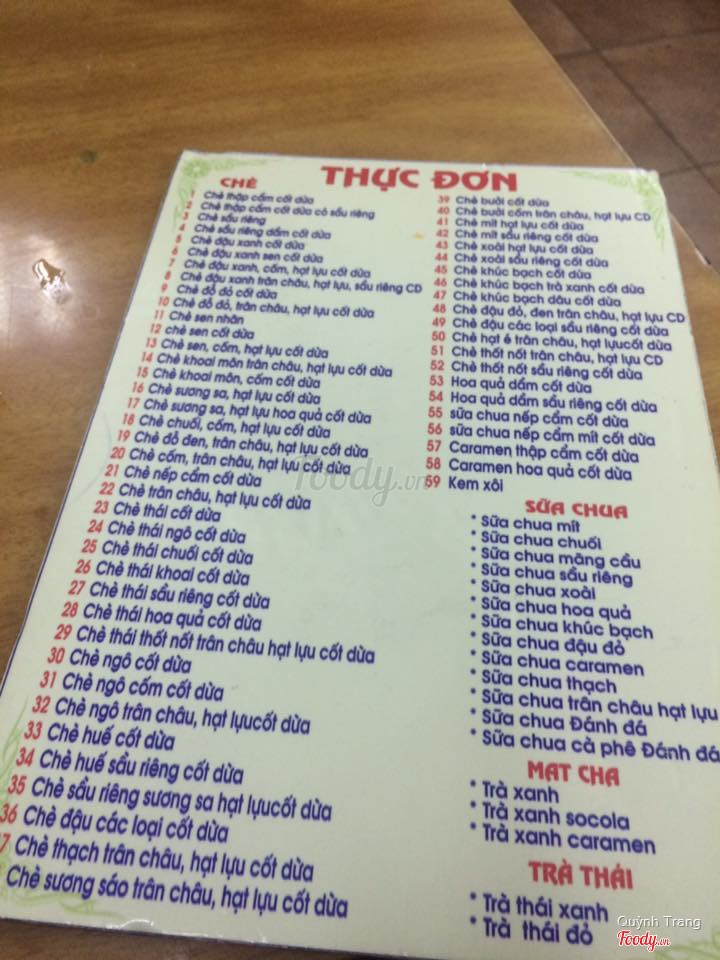 THỰC ĐƠN
CHÈ
1 Chè thập cẩm cốt dừa
2 Chè thập cẩm cốt dừa cô sầu riêng
3 Chè sầu riêng
4 Chè sầu riêng dầm cốt dừa
5 Chè đậu xanh cốt dừa
6 Chè đậu xanh sen cốt dừa
7 Chè đậu xanh, cốm, hạt lựu cốt dừa
8 Chè đậu xanh trân châu, hạt lựu, sầu riêng CD
9 Chè đỗ đỏ cốt dừa
10 Chè đỗ đỏ, trân châu, hạt lựu cốt dừa
11 Chè sen nhãn
12 chè sen cốt dừa
13 Chè sen, cốm, hạt lựu cốt dừa
14 Chè khoai môn trân châu, hạt lựu cốt dừa
15 Chè khoai môn, cốm cốt dừa
16 Chè sương sa, hạt lựu cốt dừa
17 Chè sương sa, hạt lựu hoa quả cốt dừa
18 Chè chuối, cốm, hạt lựu cốt dừa
19 Chè đỗ đen, trân châu, hạt lựu cốt dừa
20 Chè cốm, trân châu, hạt lựu cốt dừa
21 Chè nếp cẩm cốt dừa
22 Chè trân châu, hạt lựu cốt dừa
23 Chè thái cốt dừa
24 Chè thái ngô cốt dừa
25 Chè thái chuối cốt dừa
26 Chè thái khoai cốt dừa
27 Chè thái sầu riêng cốt dừa
28 Chè thái hoa quả cốt dừa
29 Chè thái thốt nốt trân châu hạt lựu cốt dừa
30 Chè ngô cốt dừa
31 Chè ngô cốm cốt dừa
32 Chè ngô trân châu, hạt lựucốt dừa
33 Chè huế cốt dừa
34 Chè huế sầu riêng cốt dừa
35 Chè sầu riêng sương sa hạt lựucốt dừa
36 Chè đậu các loại cốt dừa
7 Chè thạch trân châu, hạt lựu cốt dừa
Chè sương sáo trân châu, hạt lựu cốt dừa
39 Chè bưởi cốt dừa
40 Chè bưởi cốm trân châu, hạt lựu CD
41 Chè mít hạt lựu cốt dừa
42 Chè mít sầu riêng cốt dừa
43 Chè xoài hạt lựu cốt dừa
44 Chè xoài sầu riêng cốt dừa
45 Chè khúc bạch cốt dừa
46 Chè khúc bạch trà xanh cốt dừa
47 Chè khúc bạch dâu cốt dừa
48 Chè đậu đỏ, đen trân châu, hạt lựu CD
49 Chè đậu các loại sầu riêng cốt dừa
50 Chè hạt é trân châu, hạt lựucốt dừa
51 Chè thốt nốt trân châu, hạt lựu CD
52 Chè thốt nốt sầu riêng cốt dừa
53 Hoa quả dầm cốt dừa
54 Hoa quả dầm sầu riêng cốt dừa
55 sữa chua nếp cẩm cốt dừa
56 sữa chua nếp cẩm mít cốt dừa
57 Caramen thập cẩm cốt dừa
58 Caramen hoa quả cốt dừa
59 Kem xôi
SỮA CHUA
* Sữa chua mít
* Sữa chua chuối
* Sữa chua mãng cầu
* Sữa chua sầu riêng
* Sữa chua xoài
* Sữa chua hoa quả
* Sữa chua khúc bạch
* Sữa chua đậu đỏ
* Sữa chua caramen
* Sữa chua thạch
* Sữa chua trân châu hạt lựu
* Sữa chua Đánh đá
* Sữa chua cà phê Đánh đá
MAT CHA
* Trà xanh
* Trà xanh socola
* Trà xanh caramen
TRÀ THÁI
* Trà thái xanh
* Trà thái đỏ
foody.vn
Quỳnh Trang
Foody.vn